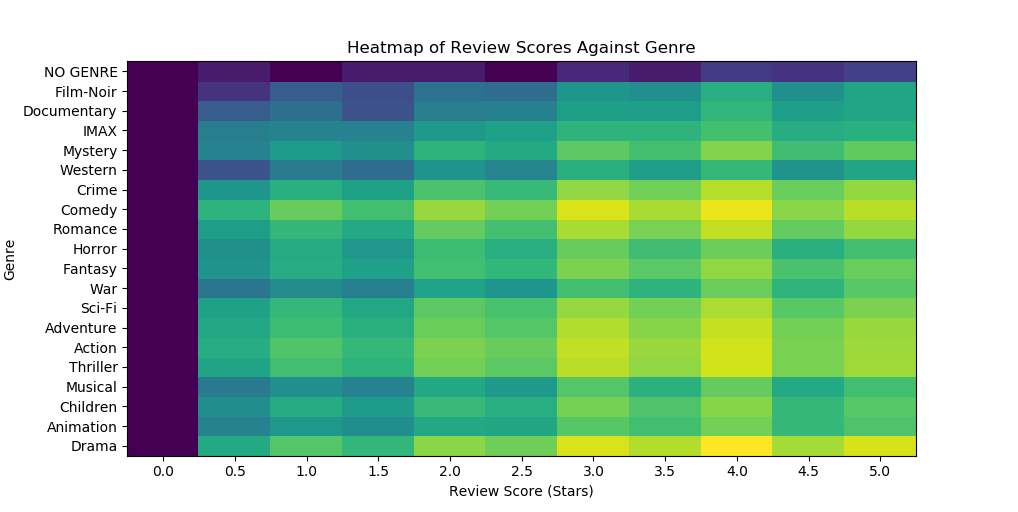 Heatmap of Review Scores Against Genre
Genre
NO GENRE
Film-Noir
Documentary
IMAX
Mystery
Western
Crime
Comedy
Romance
Horror
Fantasy
War
Sci-Fi
Adventure
Action
Thriller
Musical
Children
Animation
Drama
0.0 0.5 1.0 1.5 2.0 2.5 3.0 3.5 4.0 4.5 5.0
Review Score (Stars)